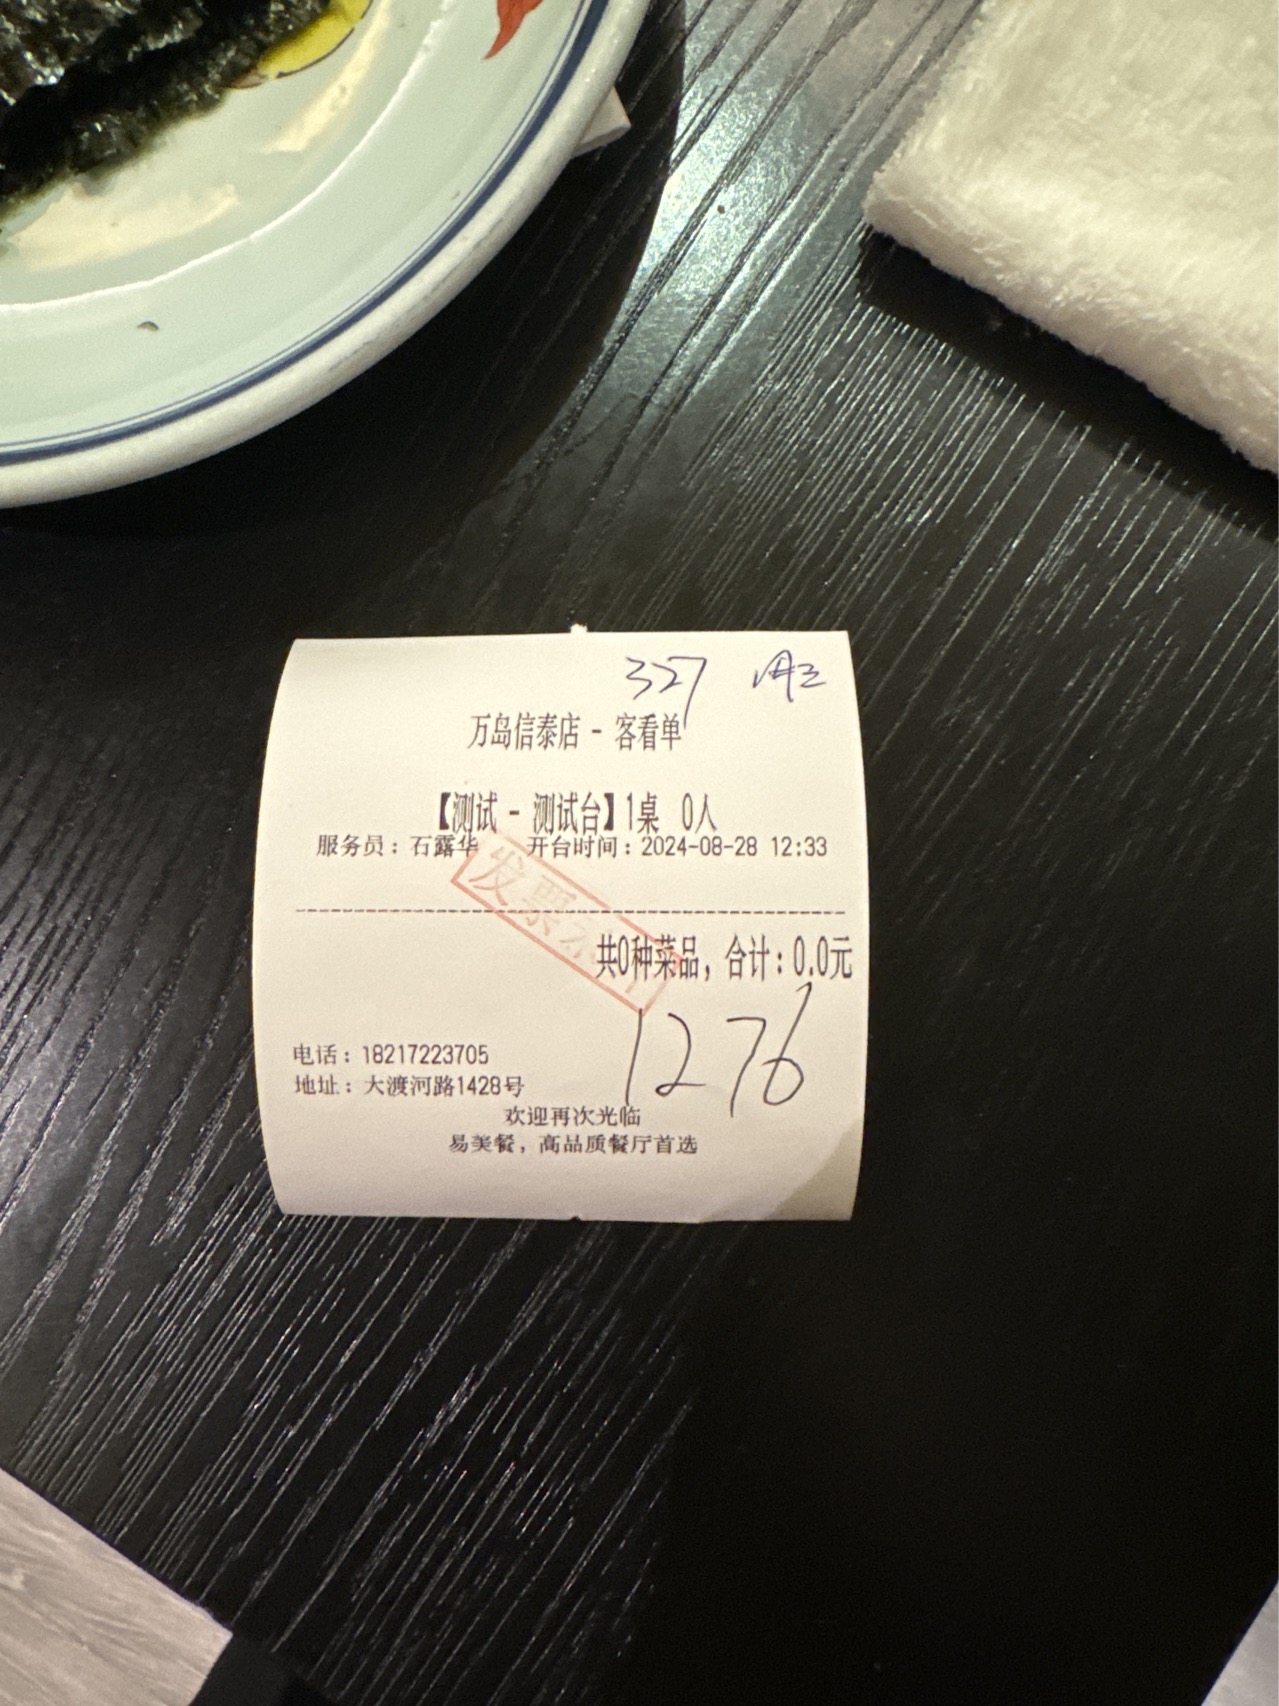 327
万岛信泰店 - 客看单
【测试 - 测试台】1桌 0人
服务员：石露华 开台时间：2024-08-28 12:33
发票
共0种菜品，合计：0.0元
1276
电话：18217223705
地址：大渡河路1428号
欢迎再次光临
易美餐，高品质餐厅首选